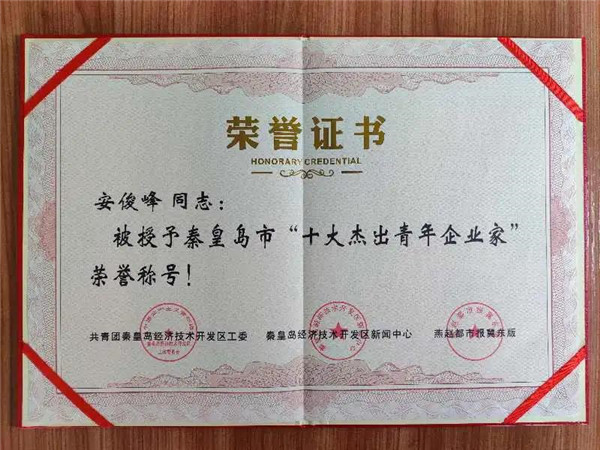 荣誉证书
HONORARY CREDENTIAL
安俊峰 同志：
被授予秦皇岛市“十大杰出青年企业家”
荣誉称号！
共青团秦皇岛经济技术开发区工委 秦皇岛经济技术开发区新闻中心 燕赵都市报冀东版